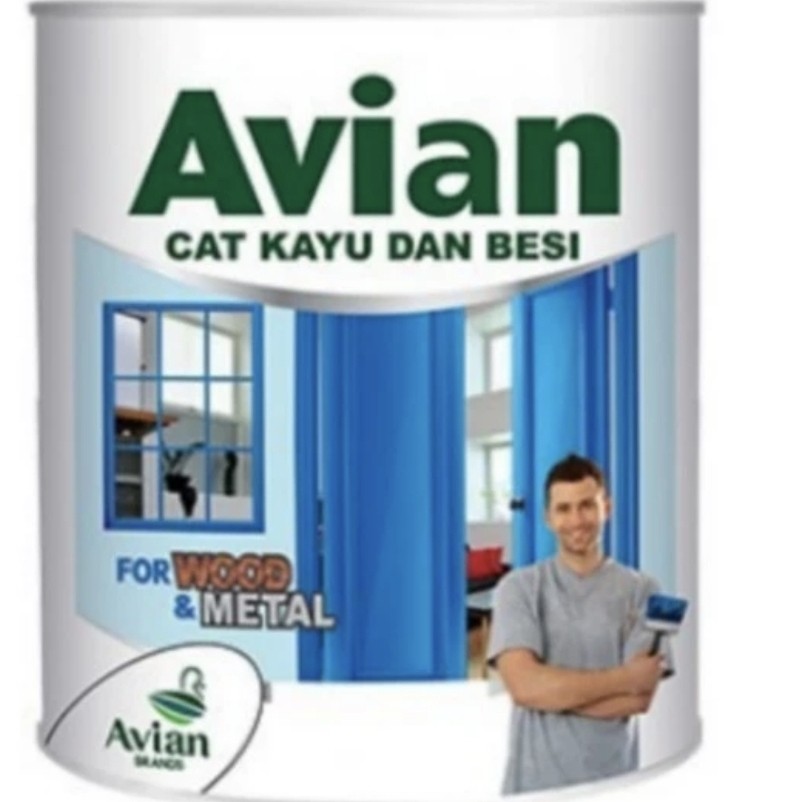 Avian
CAT KAYU DAN BESI
FOR WOOD
& METAL
Avian
BRANDS